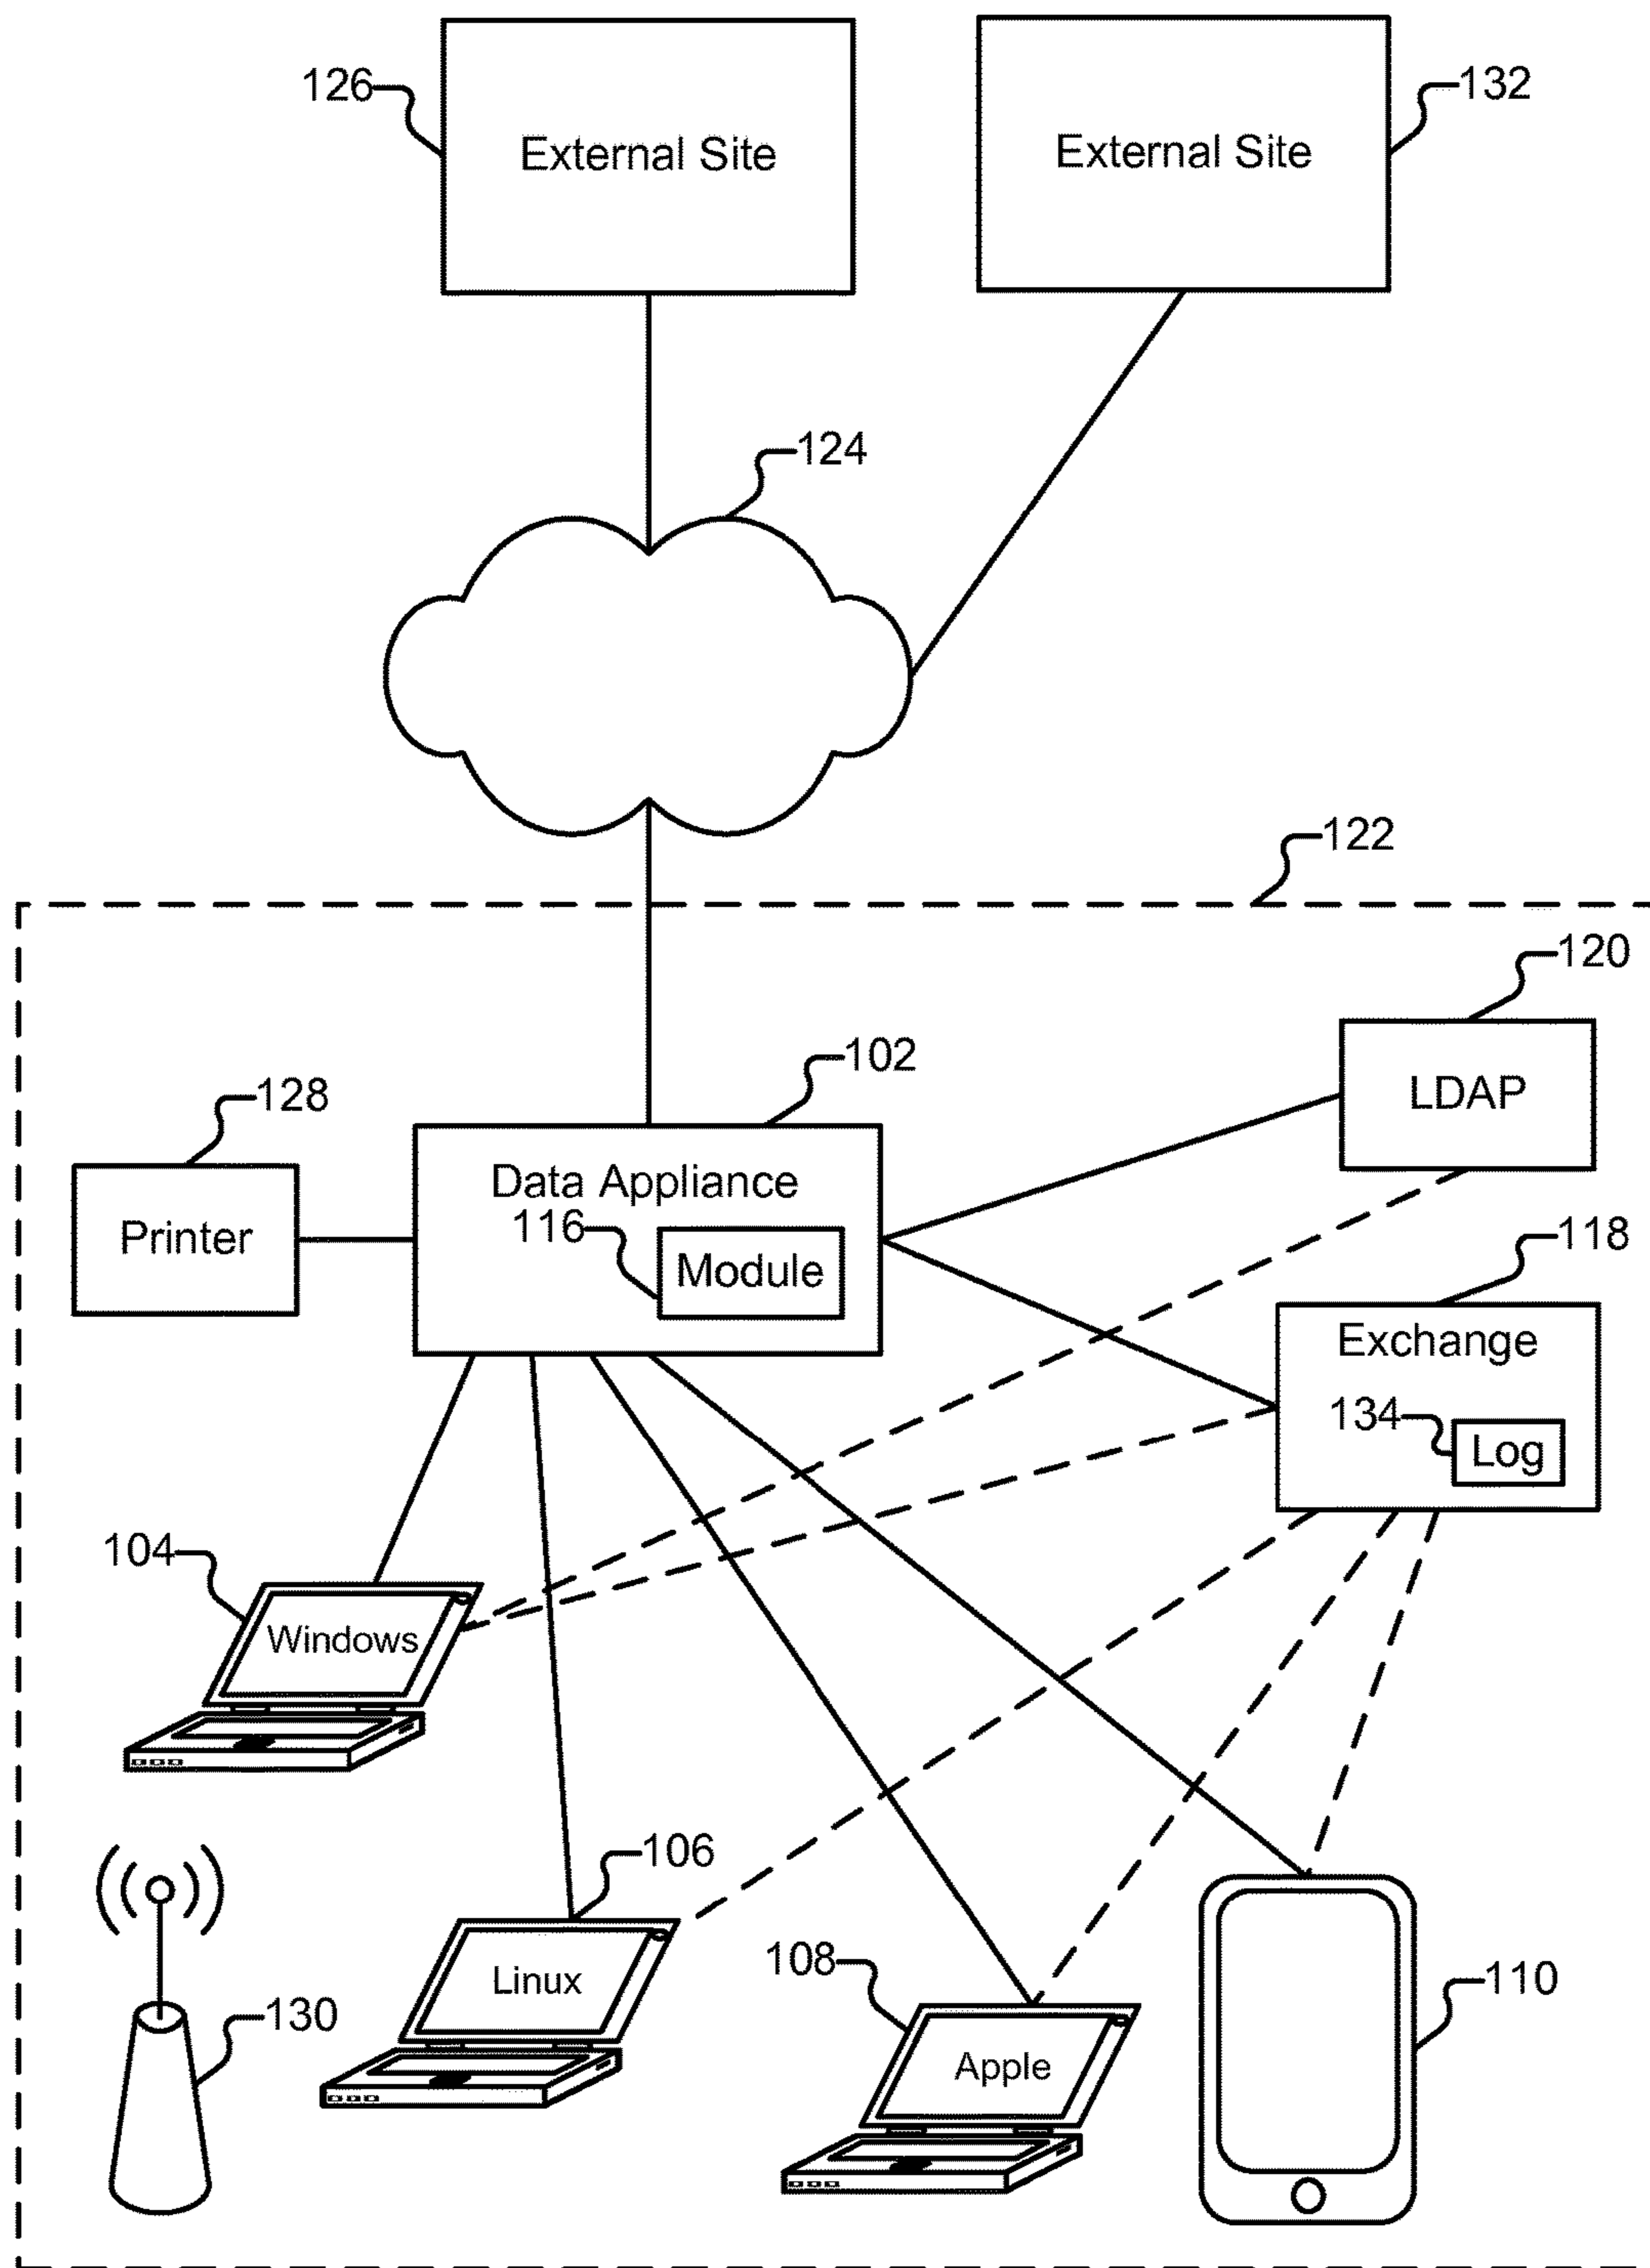 126
External Site
External Site
132
124
122
120
LDAP
102
128
Printer
Data Appliance
116
Module
118
Exchange
134
Log
104
Windows
106
Linux
108
Apple
110
130